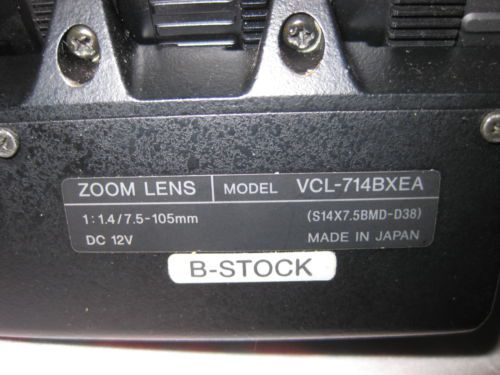 ZOOM LENS MODEL VCL-714BXEA
1:1.4/7.5-105mm (S14X7.5BMD-D38)
DC 12V MADE IN JAPAN
B-STOCK